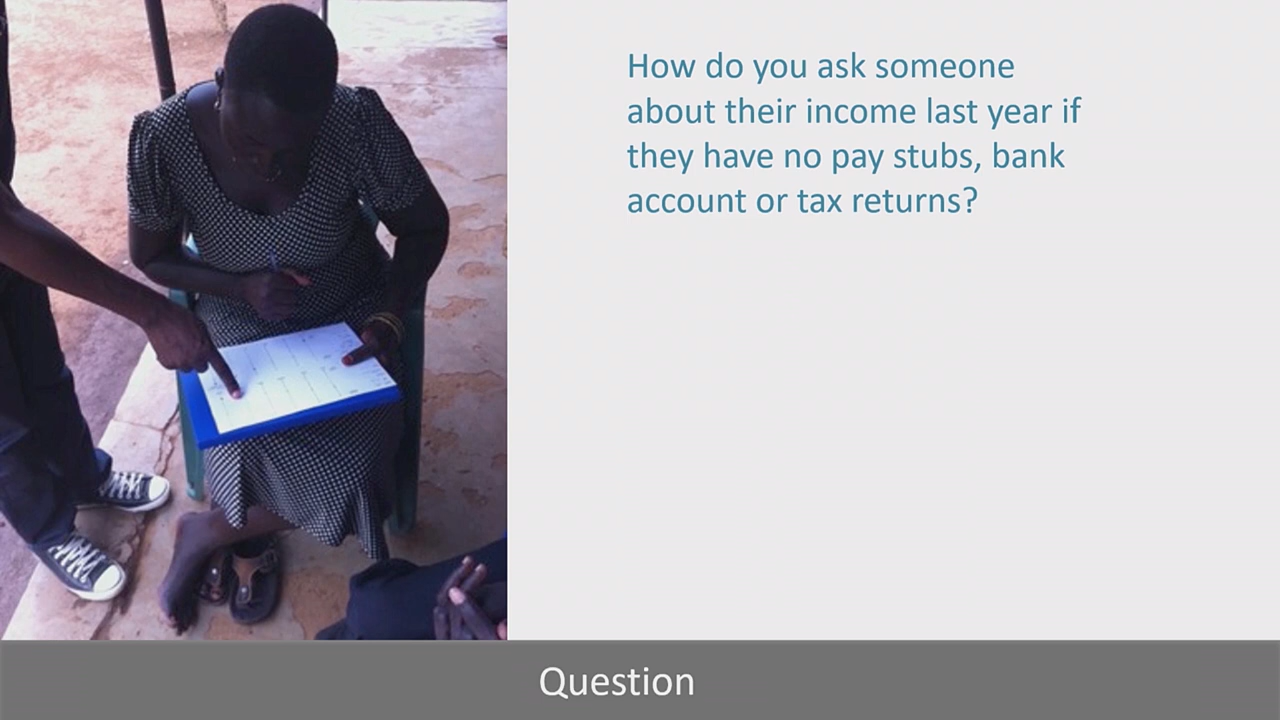 How do you ask someone
about their income last year if
they have no pay stubs, bank
account or tax returns?
Question